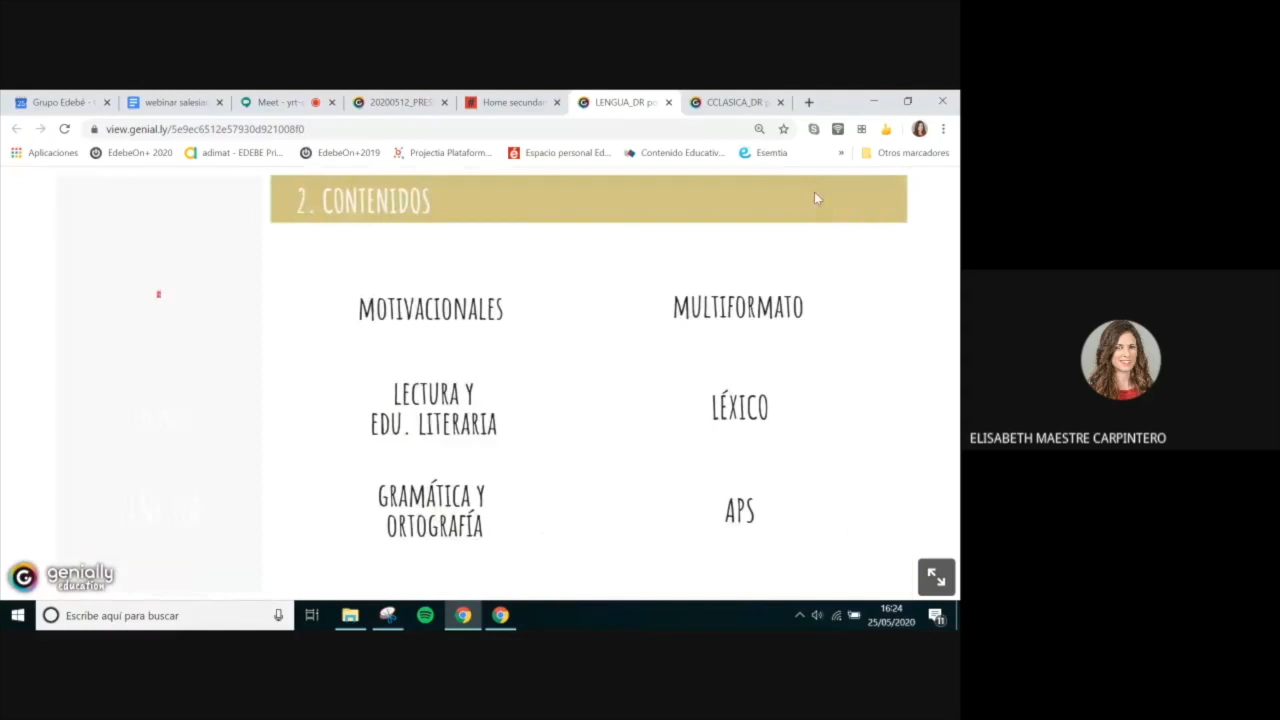 Grupo Edebé -
webinar salesia
Meet - yrt-
20200512_PRES
Home secundar
LENGUA_DR po
CCLASICA_DR p
view.genial.ly/5e9ec6512e57930d921008f0
Aplicaciones
EdebeOn+ 2020
adimat - EDEBE Pri...
EdebeOn+2019
Projectia Plataform...
Espacio personal Ed...
Contenido Educativ...
Esemtia
»
Otros marcadores
2. CONTENIDOS
MOTIVACIONALES
MULTIFORMATO
LECTURA Y
EDU. LITERARIA
LÉXICO
GRAMÁTICA Y
ORTOGRAFÍA
APS
genially
education
ELISABETH MAESTRE CARPINTERO
Escribe aquí para buscar
16:24
25/05/2020
11